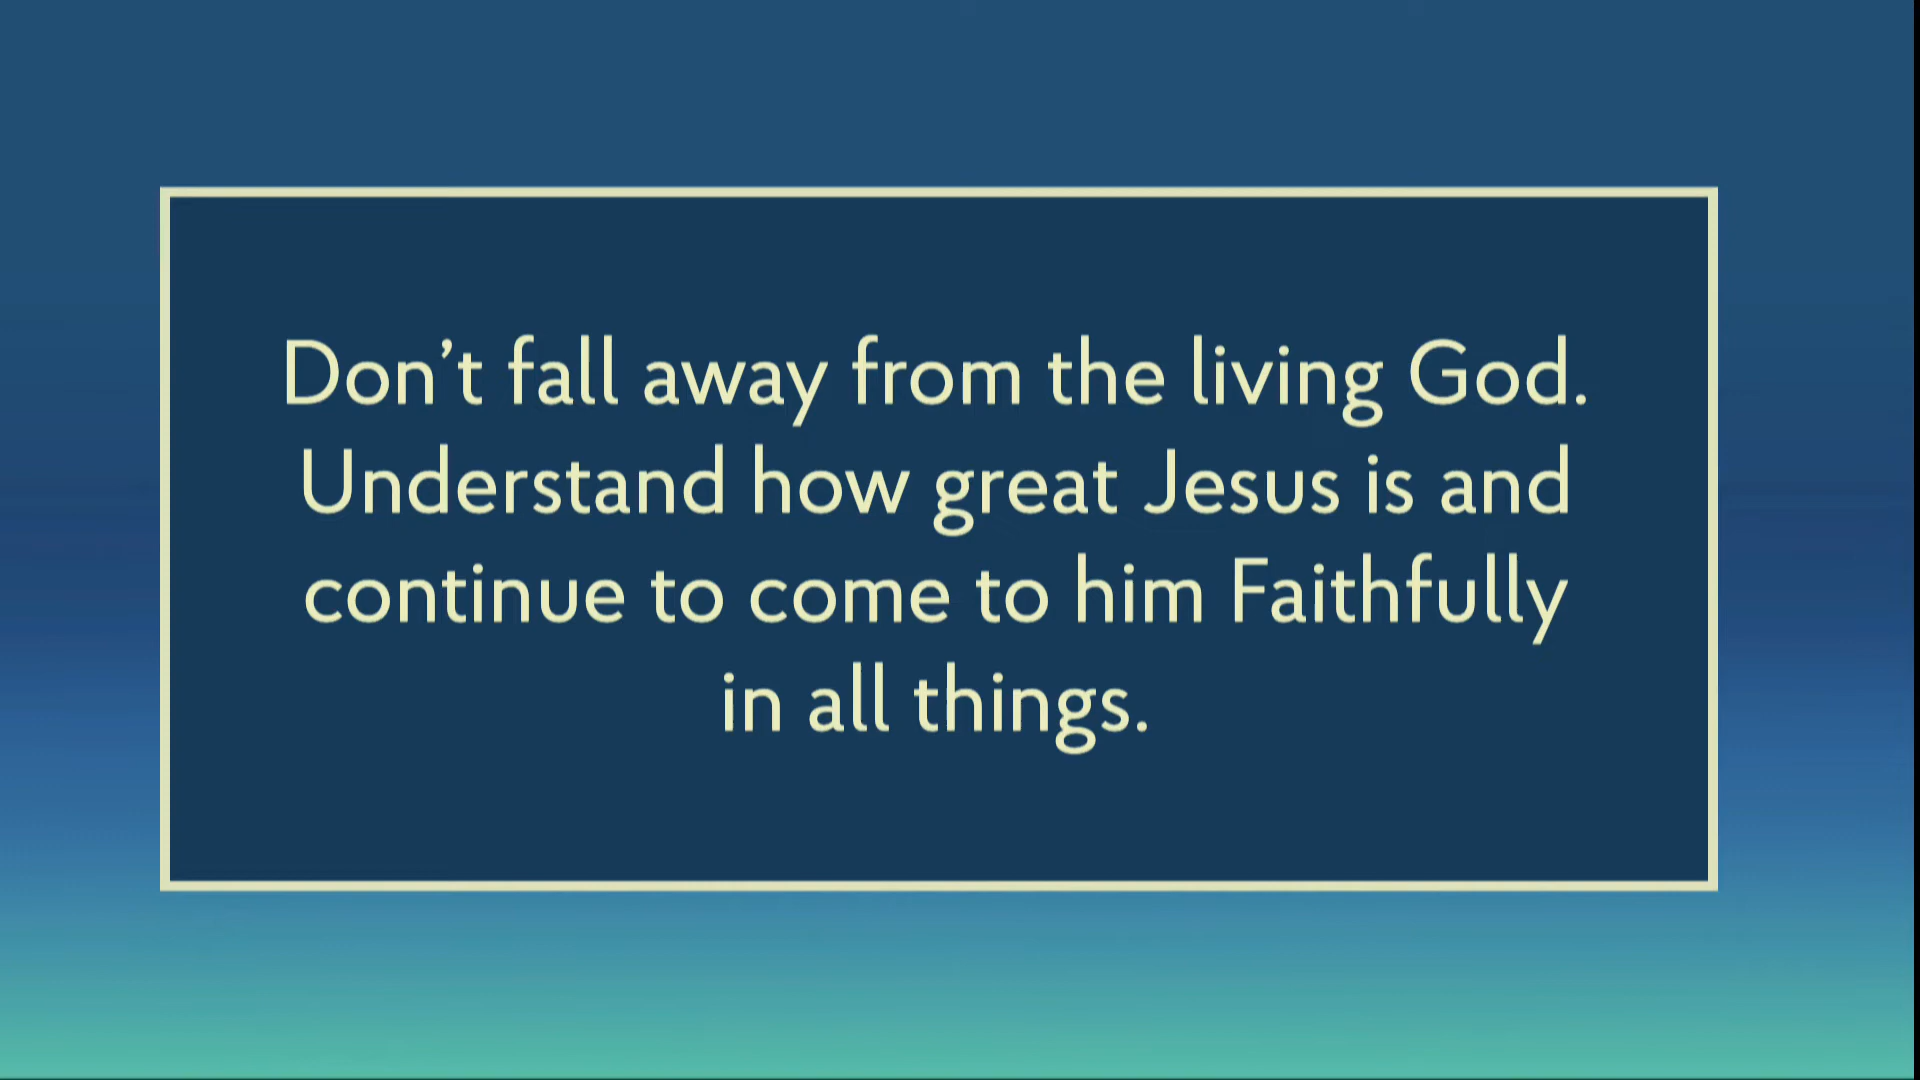 Don’t fall away from the living God.
Understand how great Jesus is and
continue to come to him Faithfully
in all things.